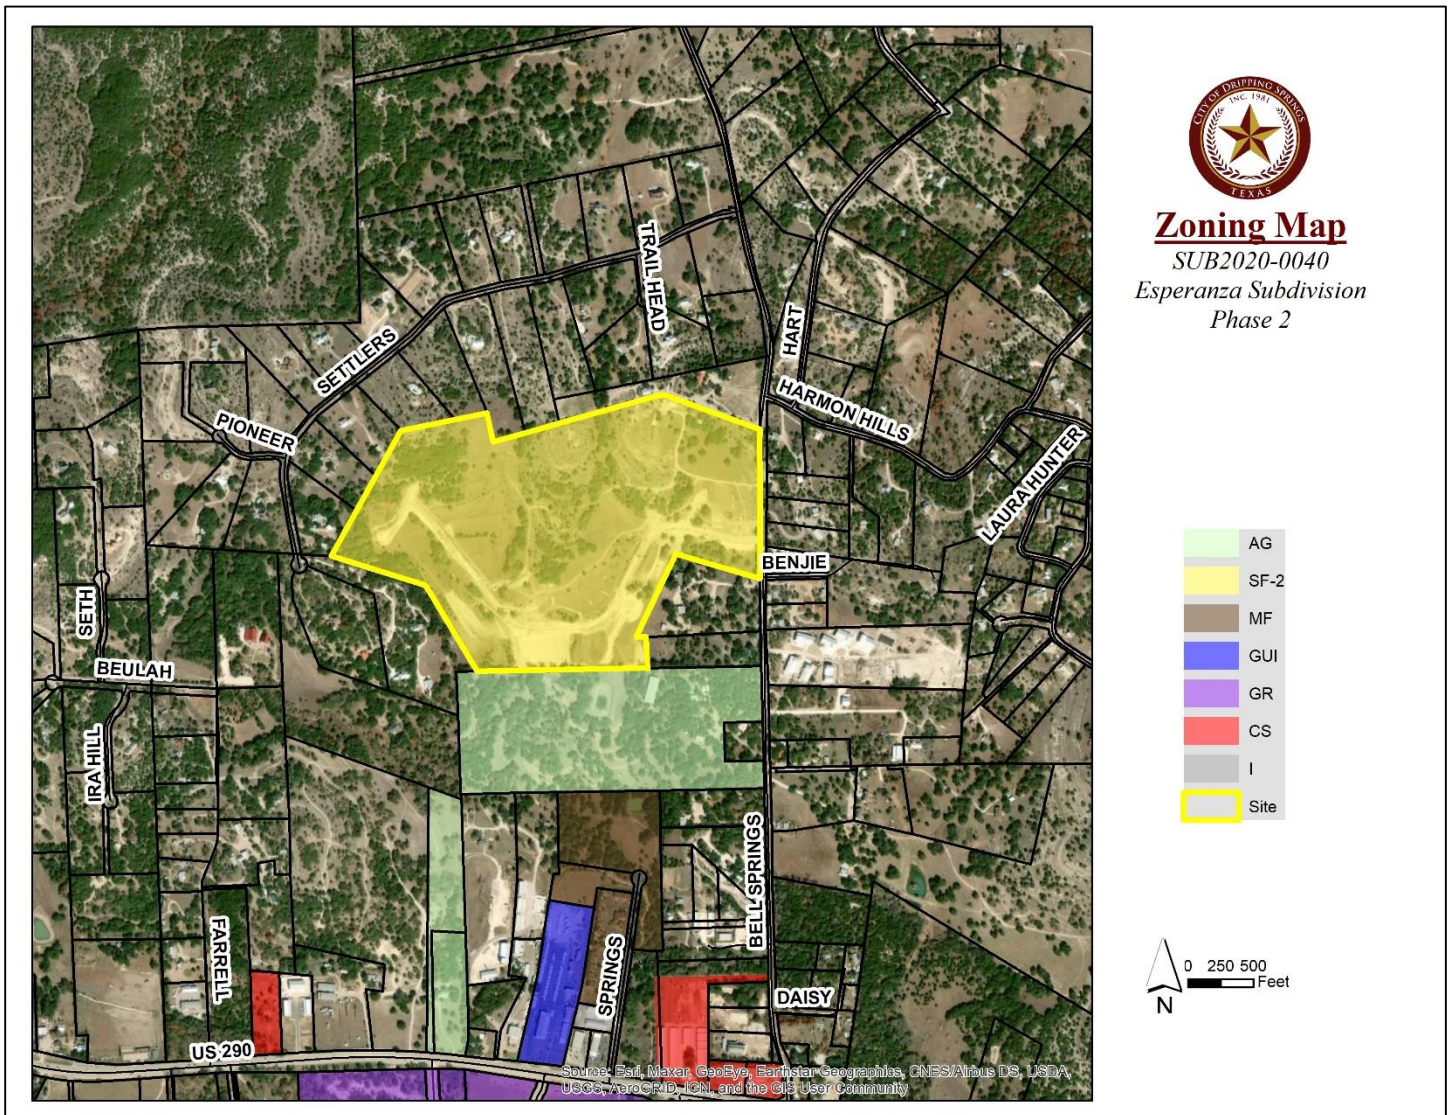 CITY OF DRIPPING SPRINGS
INC. 1981
TEXAS
Zoning Map
SUB2020-0040
Esperanza Subdivision
Phase 2
TRAIL HEAD
HART
SETTLERS
HARMON HILLS
PIONEER
LAURA HUNTER
BENJIE
SETH
BEULAH
IRA HILL
BELL SPRINGS
FARRELL
SPRINGS
DAISY
US 290
AG
SF-2
MF
GUI
GR
CS
I
Site
0 250 500
Feet
N
Source: Esri, Maxar, GeoEye, Earthstar Geographics, CNES/Airbus DS, USDA,
USGS, AeroGRID, IGN, and the GIS User Community